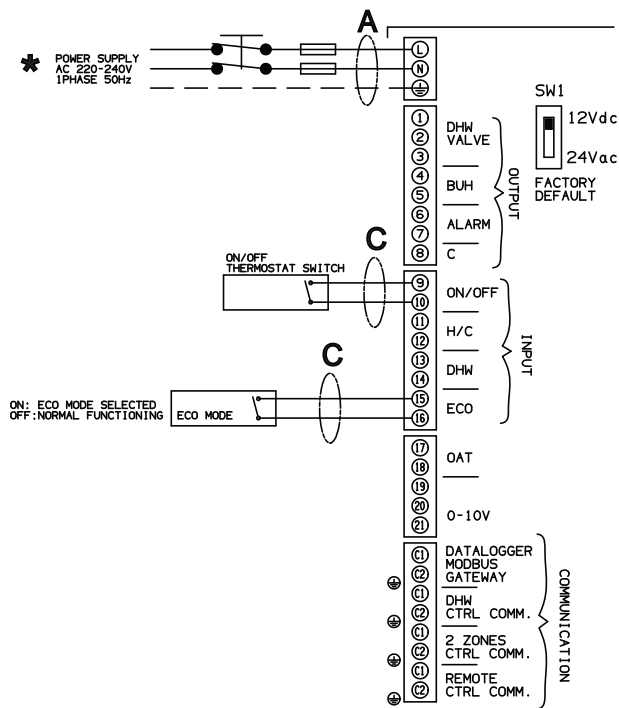 A
* POWER SUPPLY
AC 220-240V
1PHASE 50Hz
L
N
SW1
12Vdc
24Vac
FACTORY
DEFAULT
1
2
3
DHW
VALVE
4
5
BUH
6
7
ALARM
8
C
OUTPUT
ON/OFF
THERMOSTAT SWITCH
C
9
10
ON/OFF
11
12
H/C
13
14
DHW
15
16
ECO
INPUT
C
ON: ECO MODE SELECTED
OFF:NORMAL FUNCTIONING
ECO MODE
17
18
OAT
19
20
21
0-10V
C1
C2
DATALOGGER
MODBUS
GATEWAY
C1
C2
DHW
CTRL COMM.
C1
C2
2 ZONES
CTRL COMM.
C1
C2
REMOTE
CTRL COMM.
COMMUNICATION